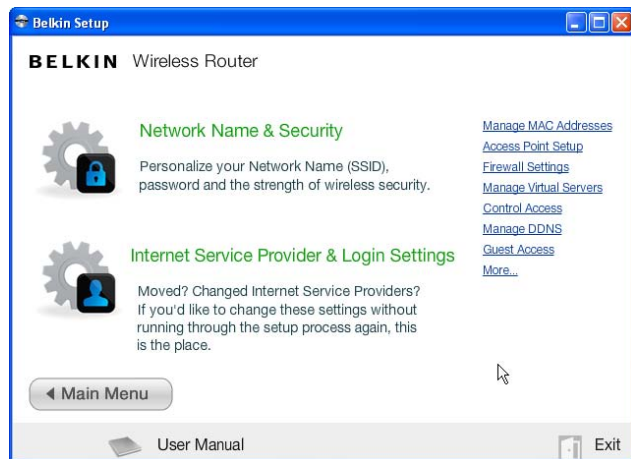 Belkin Setup
BELKIN Wireless Router
Network Name & Security
Personalize your Network Name (SSID),
password and the strength of wireless security.
Internet Service Provider & Login Settings
Moved? Changed Internet Service Providers?
If you'd like to change these settings without
running through the setup process again, this
is the place.
Manage MAC Addresses
Access Point Setup
Firewall Settings
Manage Virtual Servers
Control Access
Manage DDNS
Guest Access
More...
Main Menu
User Manual
Exit